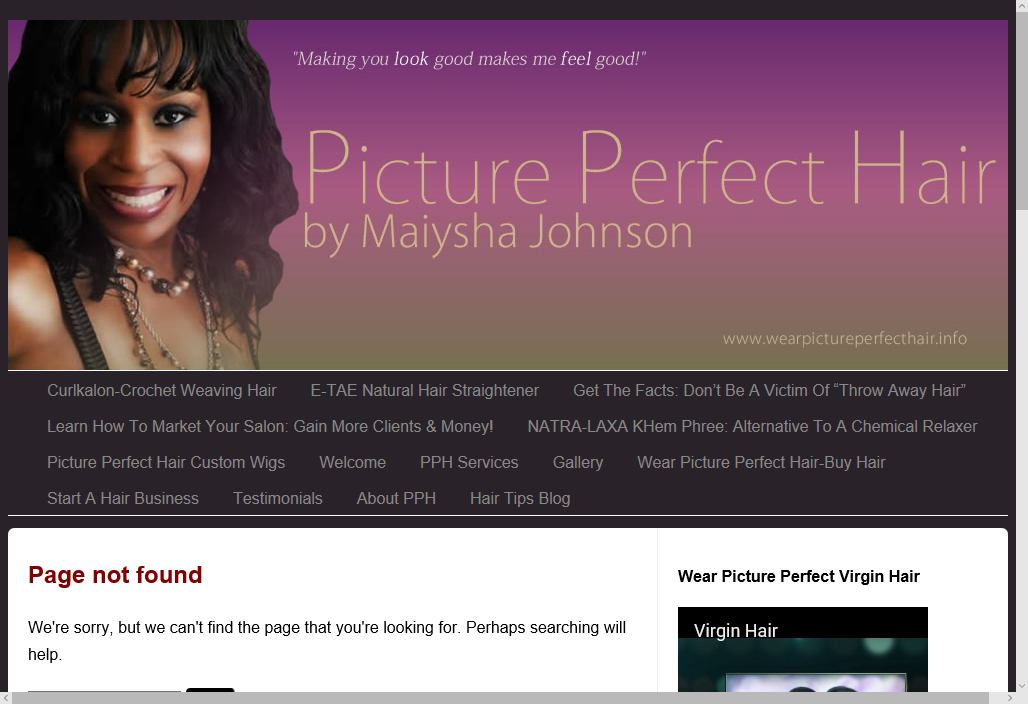 "Making you look good makes me feel good!"
Picture Perfect Hair
by Maiysha Johnson
www.wearpictureperfecthair.info
Curlkalon-Crochet Weaving Hair E-TAE Natural Hair Straightener Get The Facts: Don’t Be A Victim Of “Throw Away Hair”
Learn How To Market Your Salon: Gain More Clients & Money! NATRA-LAXA KHem Phree: Alternative To A Chemical Relaxer
Picture Perfect Hair Custom Wigs Welcome PPH Services Gallery Wear Picture Perfect Hair-Buy Hair
Start A Hair Business Testimonials About PPH Hair Tips Blog
Page not found
We're sorry, but we can't find the page that you're looking for. Perhaps searching will
help.
Wear Picture Perfect Virgin Hair
Virgin Hair